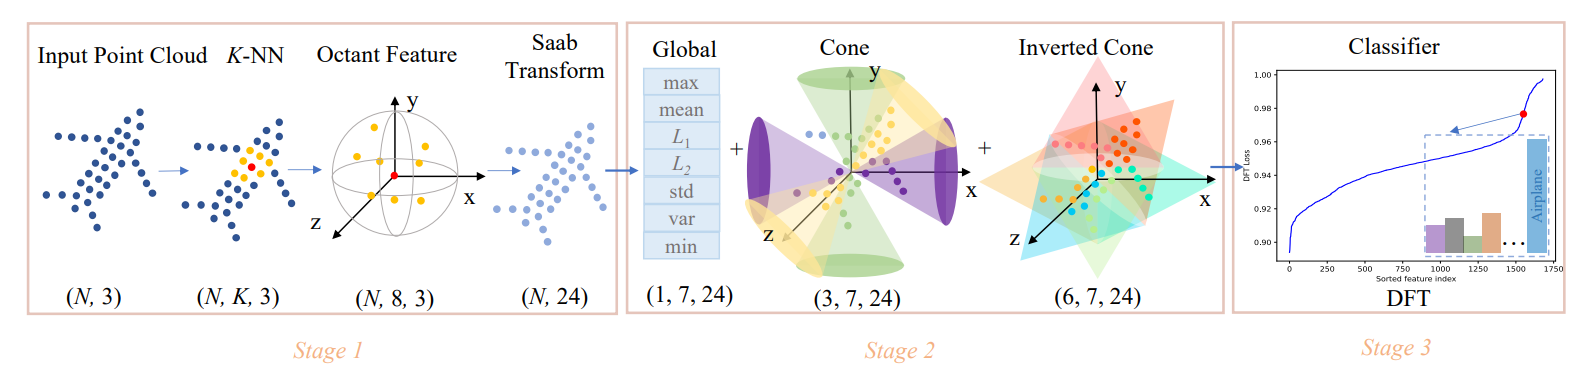 Input Point Cloud
K-NN
Octant Feature
Saab
Transform
y
x
z
(N, 3)
(N, K, 3)
(N, 8, 3)
(N, 24)
Stage 1
Global
max
mean
L1
L2
std
var
min
+
Cone
y
x
z
+
Inverted Cone
y
x
z
(1, 7, 24)
(3, 7, 24)
(6, 7, 24)
Stage 2
Classifier
1.00
0.98
0.96
0.94
0.92
0.90
DFT Loss
Airplane
...
0 250 500 750 1000 1250 1500 1750
Sorted feature index
DFT
Stage 3